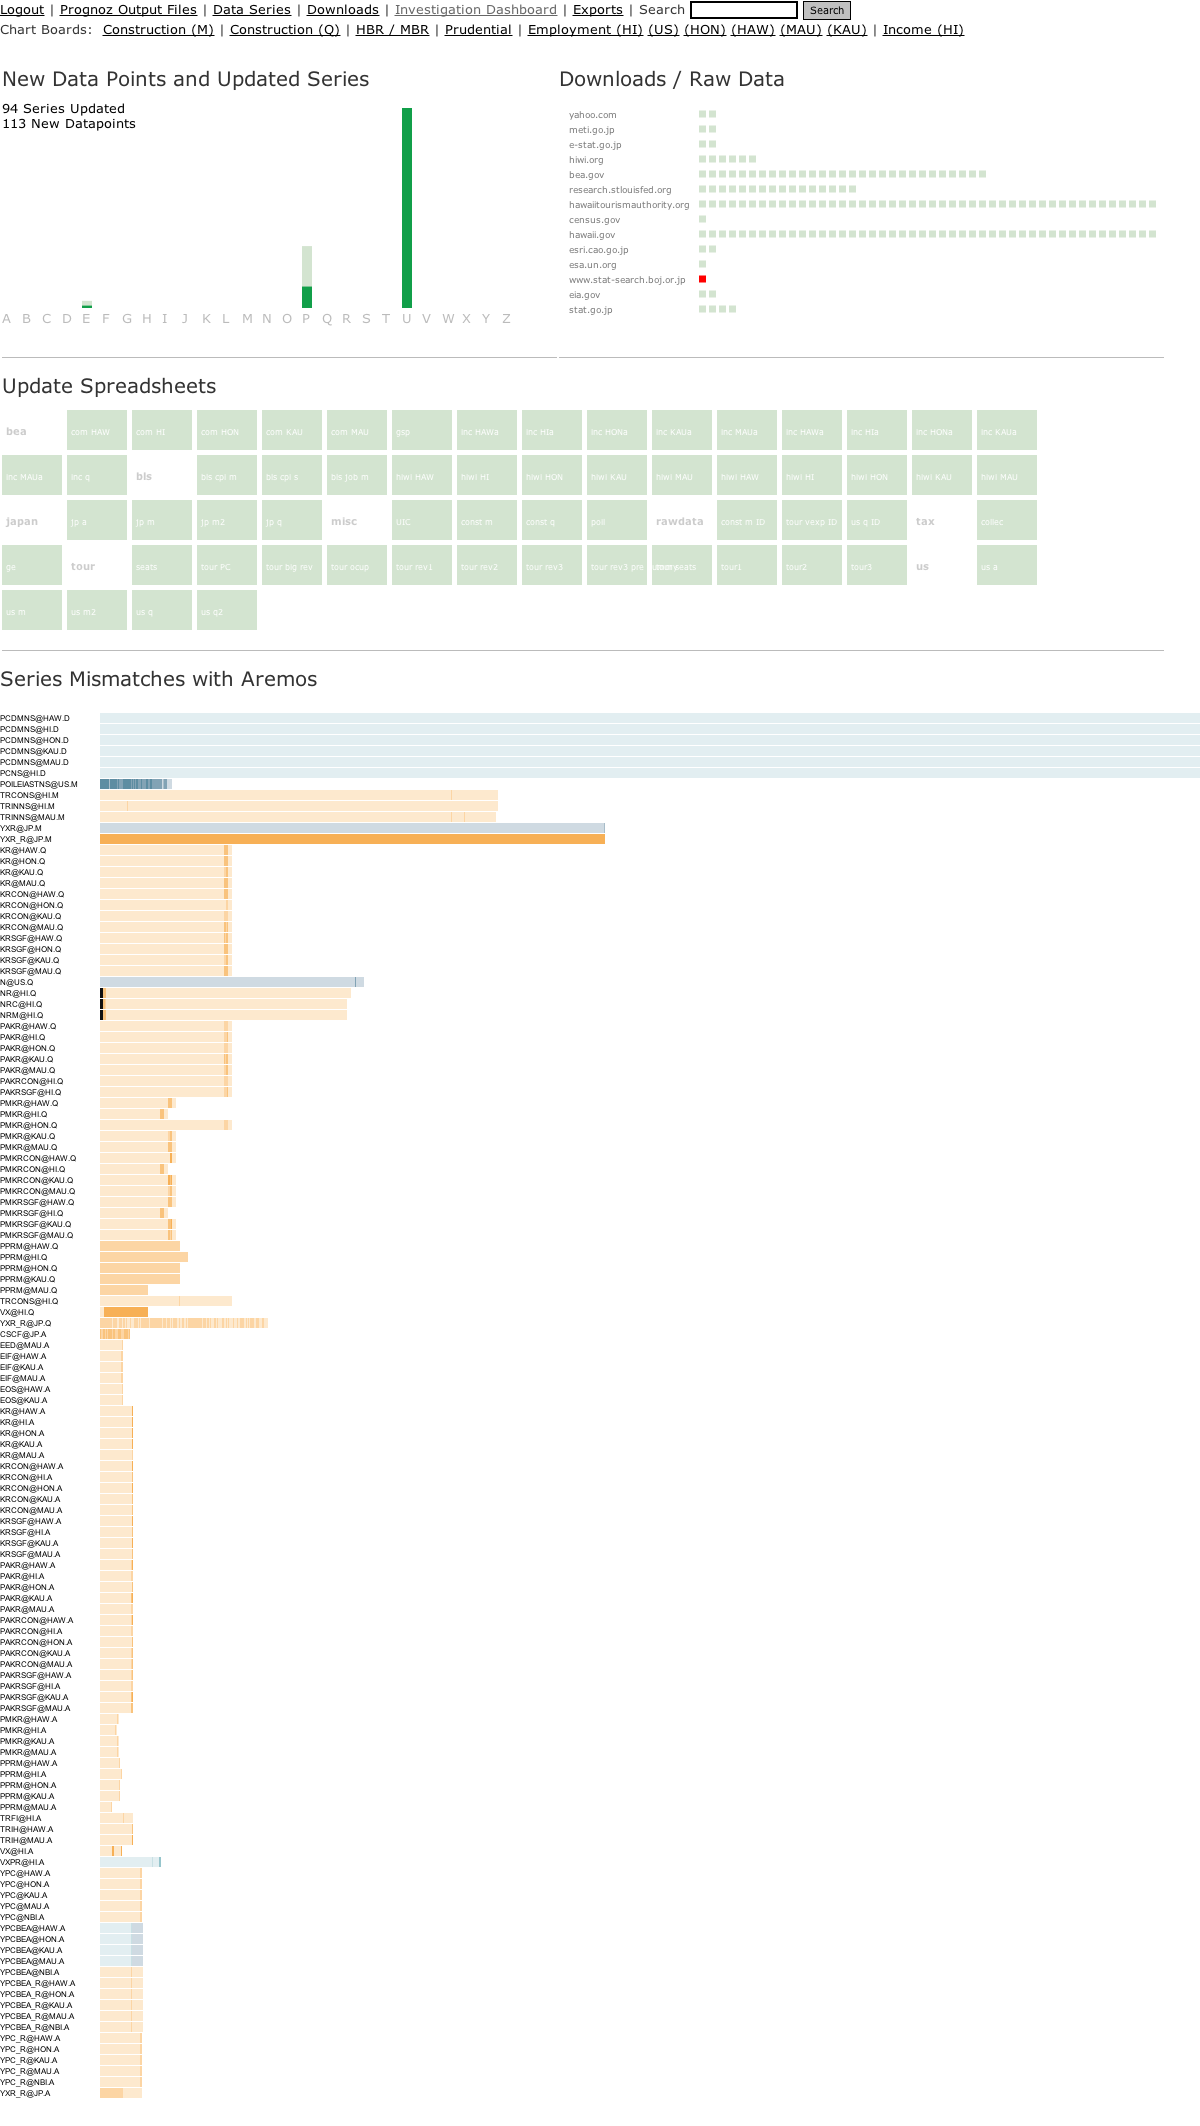 Logout | Prognoz Output Files | Data Series | Downloads | Investigation Dashboard | Exports | Search Search
Chart Boards: Construction (M) | Construction (Q) | HBR / MBR | Prudential | Employment (HI) (US) (HON) (HAW) (MAU) (KAU) | Income (HI)
New Data Points and Updated Series
94 Series Updated
113 New Datapoints
A B C D E F G H I J K L M N O P Q R S T U V W X Y Z
Downloads / Raw Data
yahoo.com
meti.go.jp
e-stat.go.jp
hiwi.org
bea.gov
research.stlouisfed.org
hawaiitourismauthority.org
census.gov
hawaii.gov
esri.cao.go.jp
esa.un.org
www.stat-search.boj.or.jp
eia.gov
stat.go.jp
Update Spreadsheets
bea com HAW com HI com HON com KAU com MAU gsp inc HAWa inc HIa inc HONa inc KAUa inc MAUa inc HAWa inc HIa inc HONa inc KAUa
inc MAUa inc q bls bls cpi m bls cpi s bls job m hiwi HAW hiwi HI hiwi HON hiwi KAU hiwi MAU hiwi HAW hiwi HI hiwi HON hiwi KAU hiwi MAU
japan jp a jp m jp m2 jp q misc UIC const m const q poil rawdata const m ID tour vexp ID us q ID tax collec
ge tour seats tour PC tour big rev tour ocup tour rev1 tour rev2 tour rev3 tour rev3 pre tour seats tour1 tour2 tour3 us us a
us m us m2 us q us q2
Series Mismatches with Aremos
PCDMNS@HAW.D
PCDMNS@HI.D
PCDMNS@HON.D
PCDMNS@KAU.D
PCDMNS@MAU.D
PCNS@HI.D
POILEIASTNS@US.M
TRCONS@HI.M
TRINNS@HI.M
TRINNS@MAU.M
YXR@JP.M
YXR_R@JP.M
KR@HAW.Q
KR@HON.Q
KR@KAU.Q
KR@MAU.Q
KRCON@HAW.Q
KRCON@HON.Q
KRCON@KAU.Q
KRCON@MAU.Q
KRSGF@HAW.Q
KRSGF@HON.Q
KRSGF@KAU.Q
KRSGF@MAU.Q
N@US.Q
NR@HI.Q
NRC@HI.Q
NRM@HI.Q
PAKR@HAW.Q
PAKR@HI.Q
PAKR@HON.Q
PAKR@KAU.Q
PAKR@MAU.Q
PAKRCON@HI.Q
PAKRSGF@HI.Q
PMKR@HAW.Q
PMKR@HI.Q
PMKR@HON.Q
PMKR@KAU.Q
PMKR@MAU.Q
PMKRCON@HAW.Q
PMKRCON@HI.Q
PMKRCON@KAU.Q
PMKRCON@MAU.Q
PMKRSGF@HAW.Q
PMKRSGF@HI.Q
PMKRSGF@KAU.Q
PMKRSGF@MAU.Q
PPRM@HAW.Q
PPRM@HI.Q
PPRM@HON.Q
PPRM@KAU.Q
PPRM@MAU.Q
TRCONS@HI.Q
VX@HI.Q
YXR_R@JP.Q
CSCF@JP.A
EED@MAU.A
EIF@HAW.A
EIF@KAU.A
EIF@MAU.A
EOS@HAW.A
EOS@KAU.A
KR@HAW.A
KR@HI.A
KR@HON.A
KR@KAU.A
KR@MAU.A
KRCON@HAW.A
KRCON@HI.A
KRCON@HON.A
KRCON@KAU.A
KRCON@MAU.A
KRSGF@HAW.A
KRSGF@HI.A
KRSGF@KAU.A
KRSGF@MAU.A
PAKR@HAW.A
PAKR@HI.A
PAKR@HON.A
PAKR@KAU.A
PAKR@MAU.A
PAKRCON@HAW.A
PAKRCON@HI.A
PAKRCON@HON.A
PAKRCON@KAU.A
PAKRCON@MAU.A
PAKRSGF@HAW.A
PAKRSGF@HI.A
PAKRSGF@KAU.A
PAKRSGF@MAU.A
PMKR@HAW.A
PMKR@HI.A
PMKR@KAU.A
PMKR@MAU.A
PPRM@HAW.A
PPRM@HI.A
PPRM@HON.A
PPRM@KAU.A
PPRM@MAU.A
TRFI@HI.A
TRIH@HAW.A
TRIH@MAU.A
VX@HI.A
VXPR@HI.A
YPC@HAW.A
YPC@HON.A
YPC@KAU.A
YPC@MAU.A
YPC@NBI.A
YPCBEA@HAW.A
YPCBEA@HON.A
YPCBEA@KAU.A
YPCBEA@MAU.A
YPCBEA@NBI.A
YPCBEA_R@HAW.A
YPCBEA_R@HON.A
YPCBEA_R@KAU.A
YPCBEA_R@MAU.A
YPCBEA_R@NBI.A
YPC_R@HAW.A
YPC_R@HON.A
YPC_R@KAU.A
YPC_R@MAU.A
YPC_R@NBI.A
YXR_R@JP.A